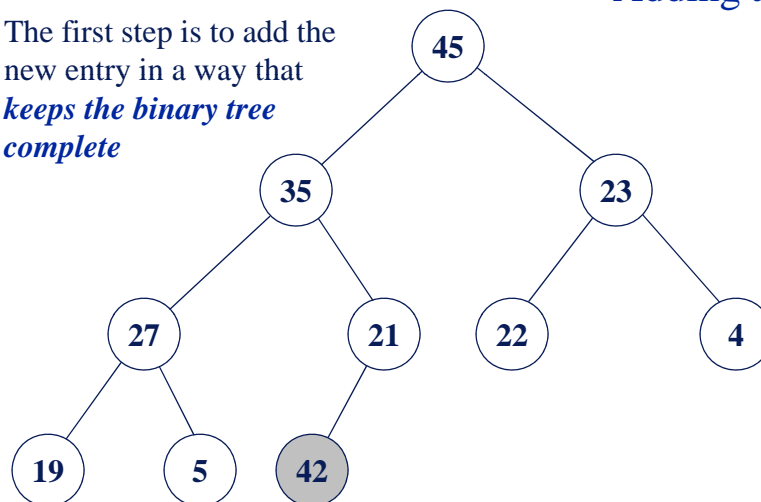 Adding
The first step is to add the
new entry in a way that
keeps the binary tree
complete
45
35 23
27 21 22 4
19 5 42